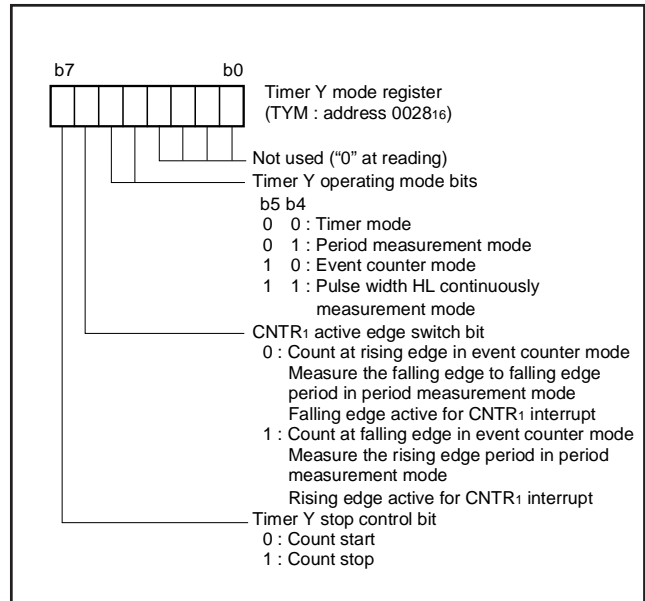 b7 b0
Timer Y mode register
(TYM : address 002816)
Not used (“0” at reading)
Timer Y operating mode bits
b5 b4
0 0 : Timer mode
0 1 : Period measurement mode
1 0 : Event counter mode
1 1 : Pulse width HL continuously
measurement mode
CNTR1 active edge switch bit
0 : Count at rising edge in event counter mode
Measure the falling edge to falling edge
period in period measurement mode
Falling edge active for CNTR1 interrupt
1 : Count at falling edge in event counter mode
Measure the rising edge period in period
measurement mode
Rising edge active for CNTR1 interrupt
Timer Y stop control bit
0 : Count start
1 : Count stop